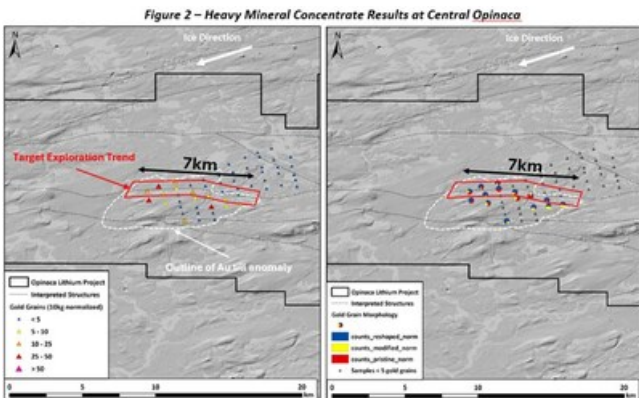 Figure 2 – Heavy Mineral Concentrate Results at Central Opinaca
N
Ice Direction
7km
Target Exploration Trend
Outline of Au till anomaly
Opinaca Lithium Project
Interpreted Structures
Gold Grains (10kg normalized)
< 5
5 - 10
10 - 25
25 - 50
> 50
0 10 20
km
N
Ice Direction
7km
Opinaca Lithium Project
Interpreted Structures
Gold Grain Morphology
counts_reshaped_norm
counts_modified_norm
counts_pristine_norm
Samples < 5 gold grains
0 10 20
km